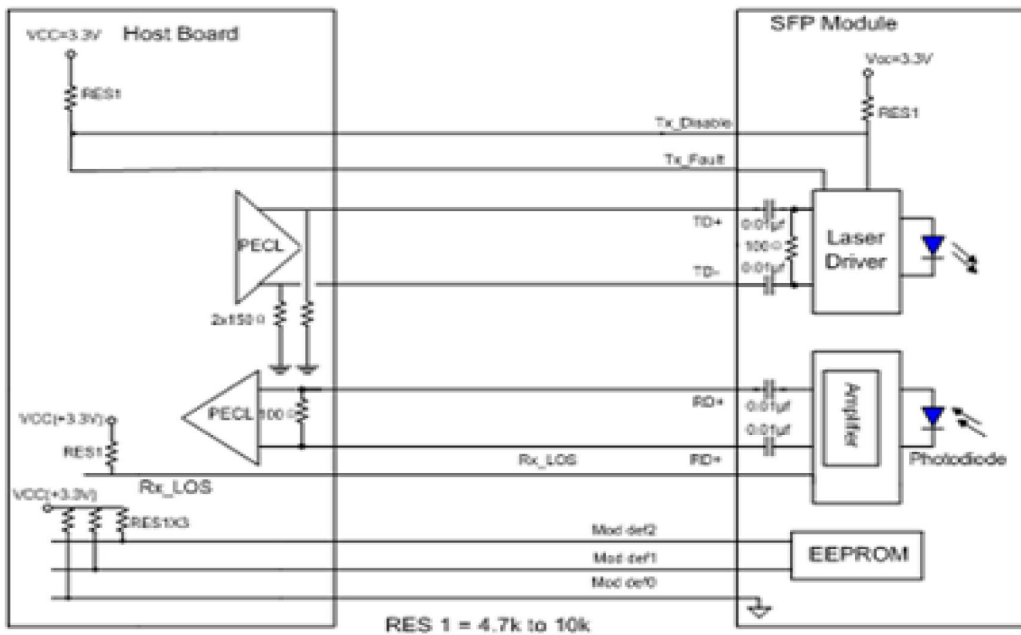 Host Board
SFP Module
VCC=3.3V
Vcc=3.3V
RES1
RES1
Tx_Disable
Tx_Fault
PECL
TD+
0.01µf
100Ω
Laser
Driver
TD-
0.01µf
2x150Ω
PECL
100Ω
RD+
0.01µf
Amplifier
VCC(+3.3V)
0.01µf
RES1
Rx_LOS
RD+
Photodiode
Rx_LOS
VCC(+3.3V)
RES1X3
Mod def2
Mod def1
EEPROM
Mod def0
RES 1 = 4.7k to 10k